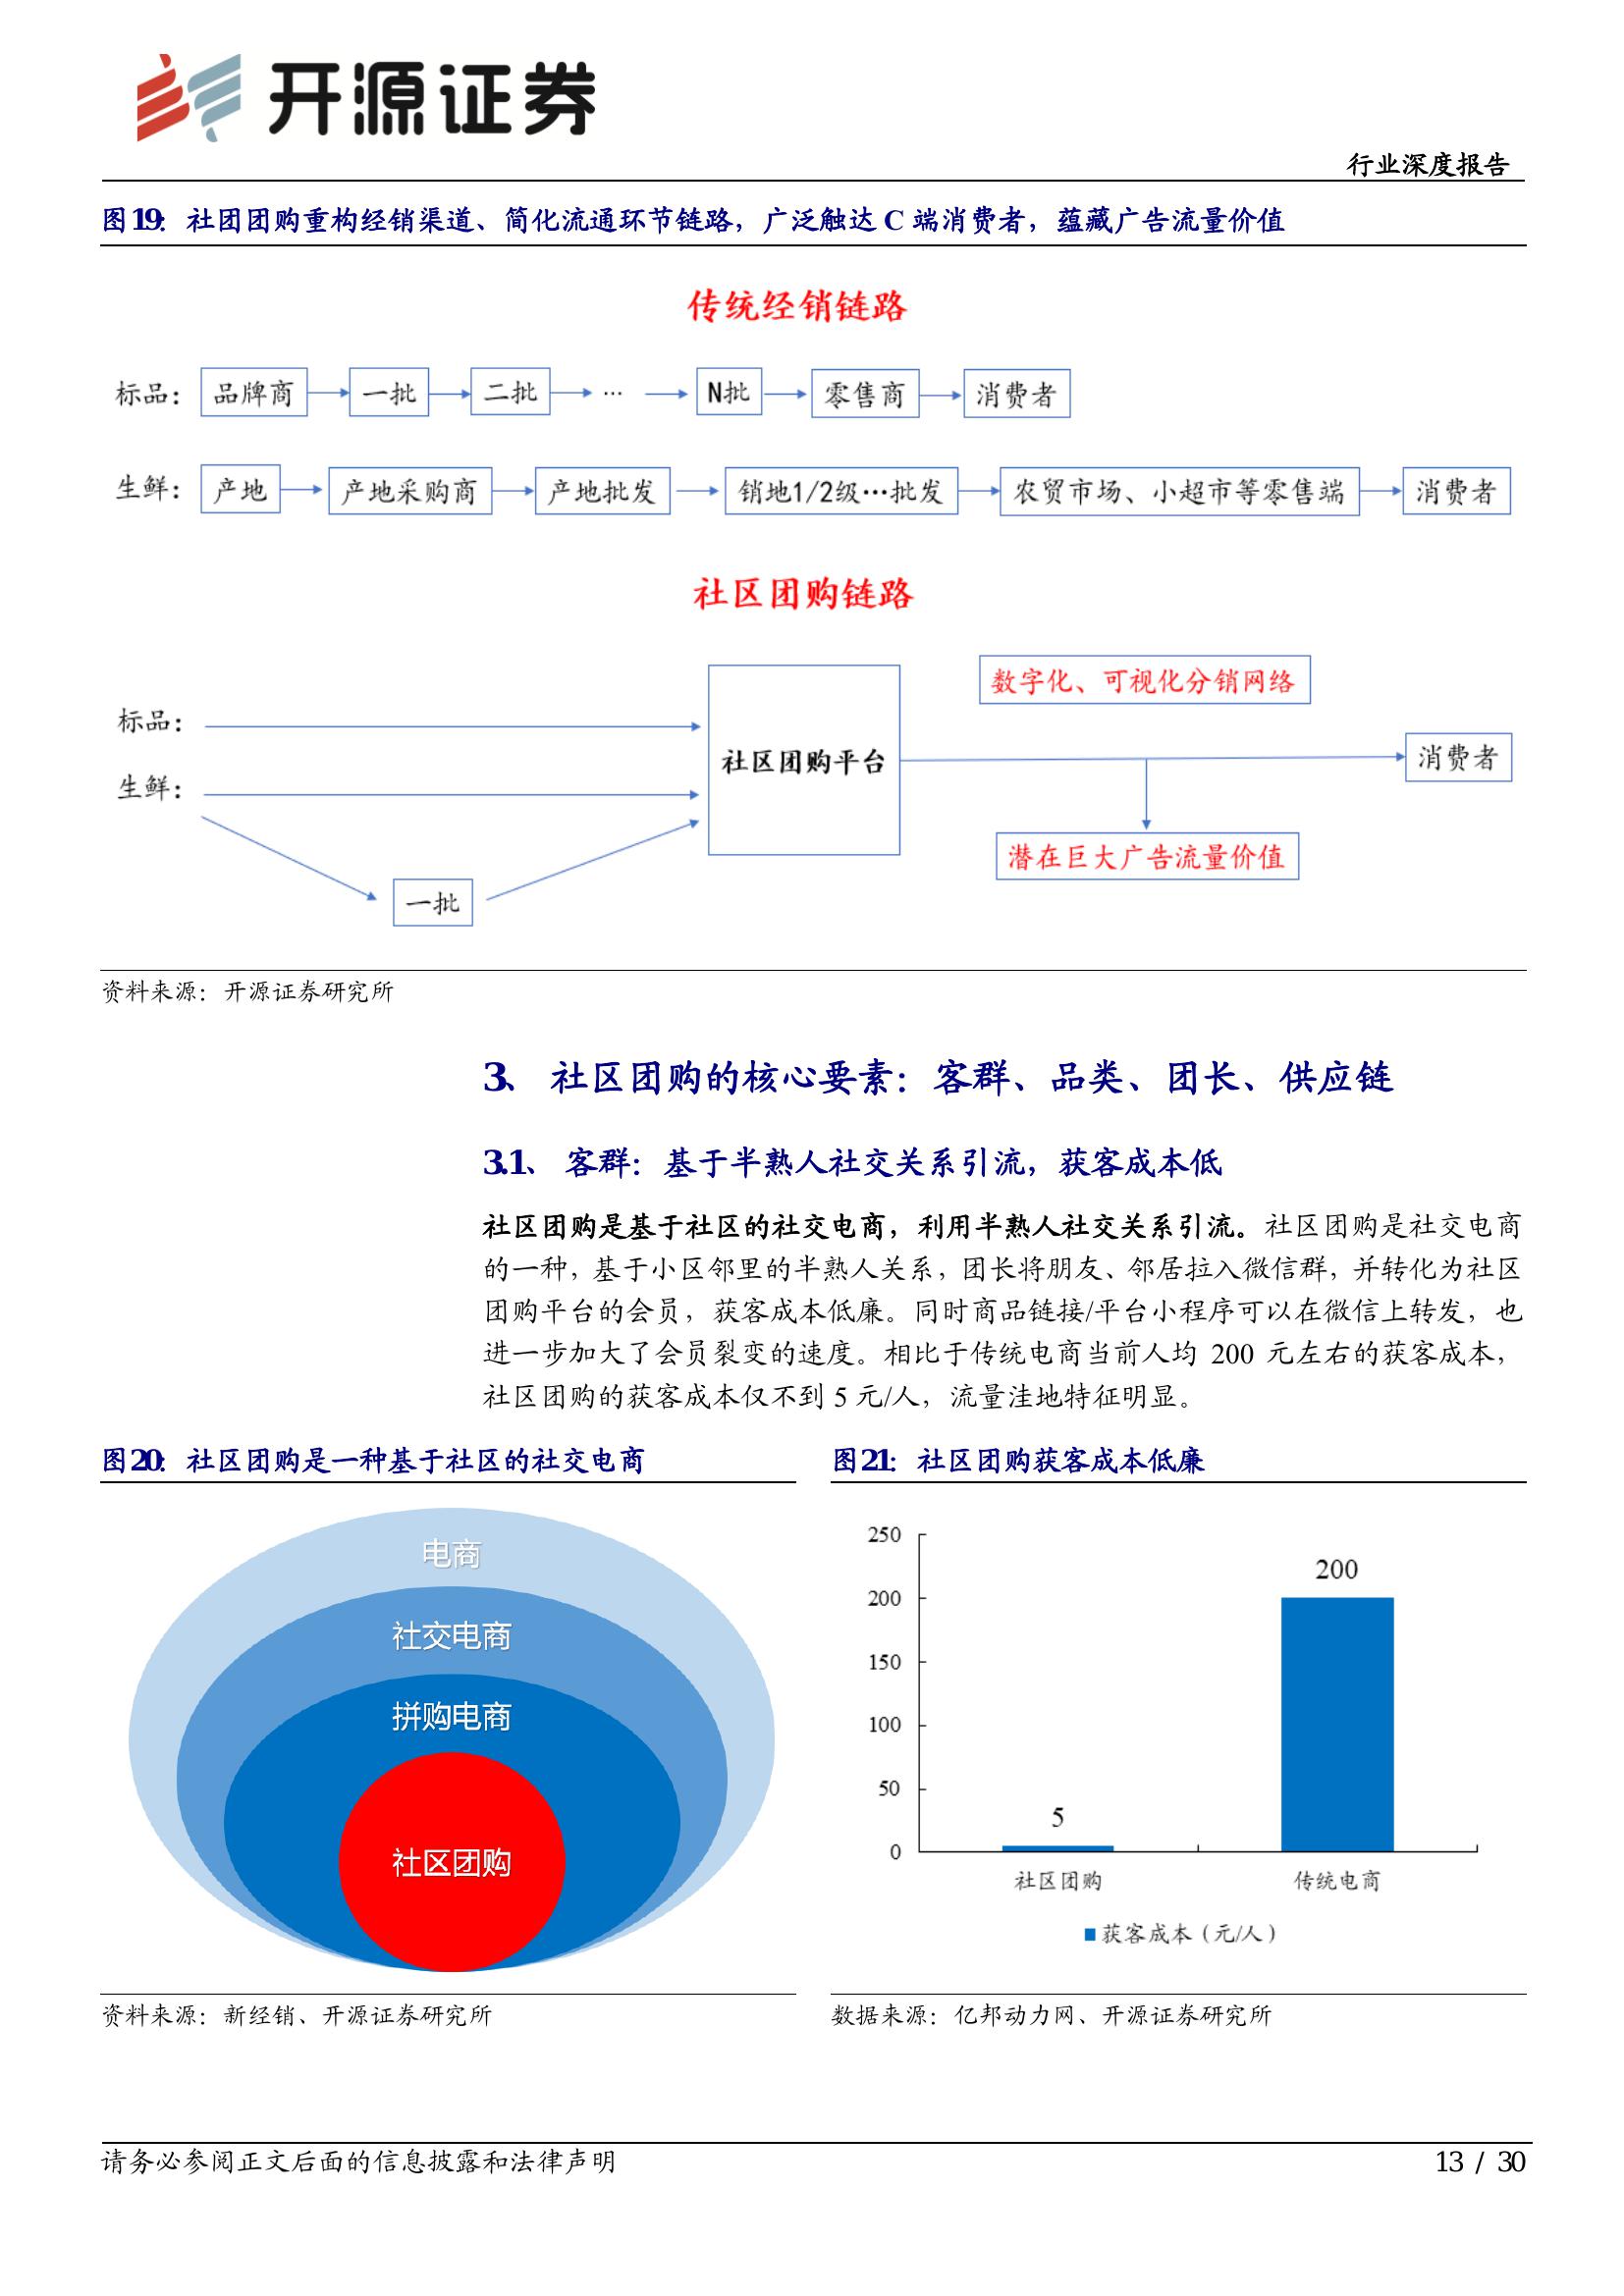 开源证券
行业深度报告
图19：社团团购重构经销渠道、简化流通环节链路，广泛触达 C 端消费者，蕴藏广告流量价值
传统经销链路
标品： 品牌商 一批 二批 … N批 零售商 消费者
生鲜： 产地 产地采购商 产地批发 销地1/2级…批发 农贸市场、小超市等零售端 消费者
社区团购链路
数字化、可视化分销网络
标品：
社区团购平台
消费者
生鲜：
潜在巨大广告流量价值
一批
资料来源：开源证券研究所
3、 社区团购的核心要素：客群、品类、团长、供应链
3.1、 客群：基于半熟人社交关系引流，获客成本低
社区团购是基于社区的社交电商，利用半熟人社交关系引流。社区团购是社交电商
的一种，基于小区邻里的半熟人关系，团长将朋友、邻居拉入微信群，并转化为社区
团购平台的会员，获客成本低廉。同时商品链接/平台小程序可以在微信上转发，也
进一步加大了会员裂变的速度。相比于传统电商当前人均 200 元左右的获客成本，
社区团购的获客成本仅不到 5 元/人，流量洼地特征明显。
图20：社区团购是一种基于社区的社交电商
电商
社交电商
拼购电商
社区团购
资料来源：新经销、开源证券研究所
图21：社区团购获客成本低廉
250
200
150
100
50
0
5
200
社区团购 传统电商
获客成本（元/人）
数据来源：亿邦动力网、开源证券研究所
请务必参阅正文后面的信息披露和法律声明
13 / 30